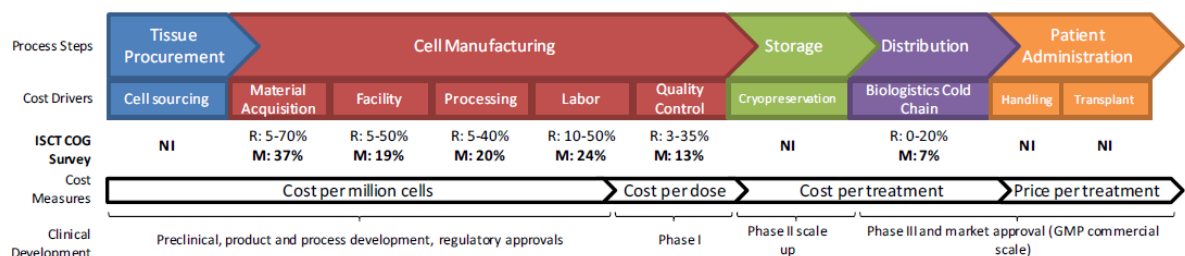 Process Steps
Tissue
Procurement
Cell Manufacturing
Storage
Distribution
Patient
Administration
Cost Drivers
Cell sourcing
Material
Acquisition
Facility
Processing
Labor
Quality
Control
Cryopreservation
Biologistics Cold
Chain
Handling
Transplant
ISCT COG
Survey
NI
R: 5-70%
M: 37%
R: 5-50%
M: 19%
R: 5-40%
M: 20%
R: 10-50%
M: 24%
R: 3-35%
M: 13%
NI
R: 0-20%
M: 7%
NI
NI
Cost
Measures
Cost per million cells
Cost per dose
Cost per treatment
Price per treatment
Clinical
Development
Preclinical, product and process development, regulatory approvals
Phase I
Phase II scale
up
Phase III and market approval (GMP commercial
scale)